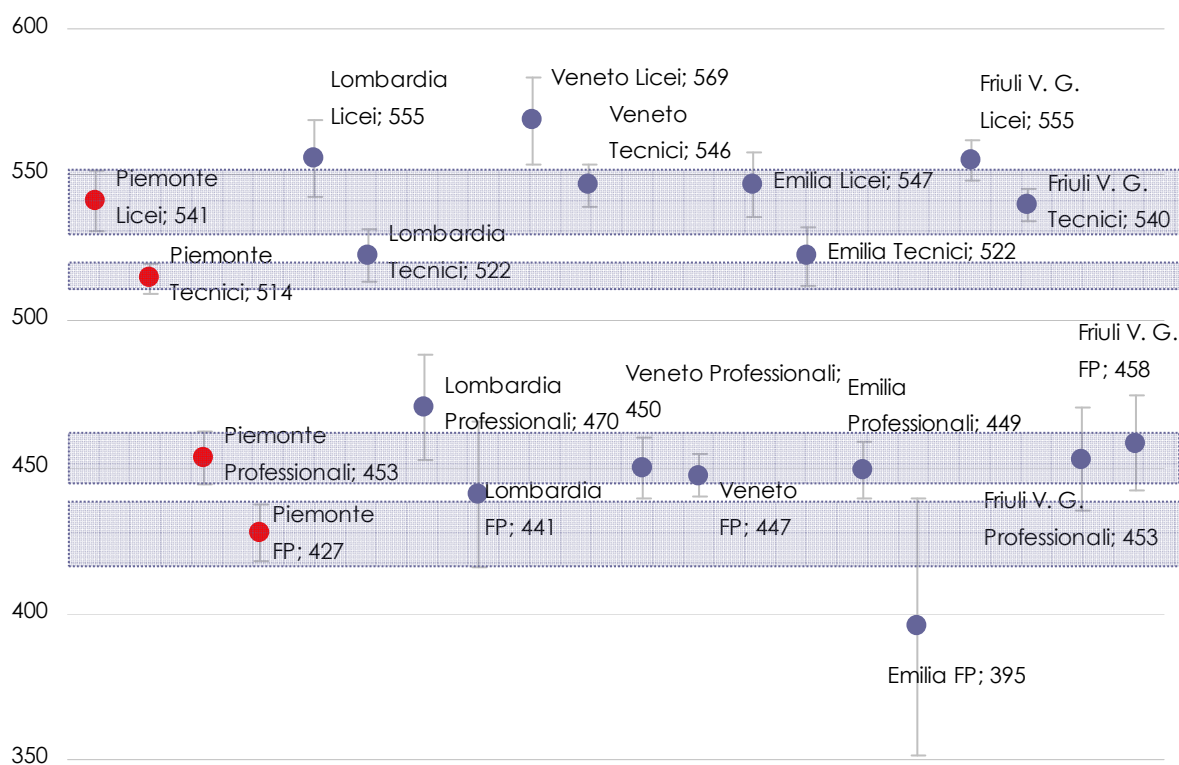 600
Lombardia
Licei; 555
Veneto Licei; 569
Veneto
Tecnici; 546
Friuli V. G.
Licei; 555
550
Piemonte
Licei; 541
Emilia Licei; 547
Friuli V. G.
Tecnici; 540
Lombardia
Tecnici; 522
Emilia Tecnici; 522
Piemonte
Tecnici; 514
500
Friuli V. G.
FP; 458
Lombardia
Professionali; 470
Veneto Professionali;
450
Emilia
Professionali; 449
450
Piemonte
Professionali; 453
Lombardia
FP; 441
Veneto
FP; 447
Friuli V. G.
Professionali; 453
Piemonte
FP; 427
400
Emilia FP; 395
350